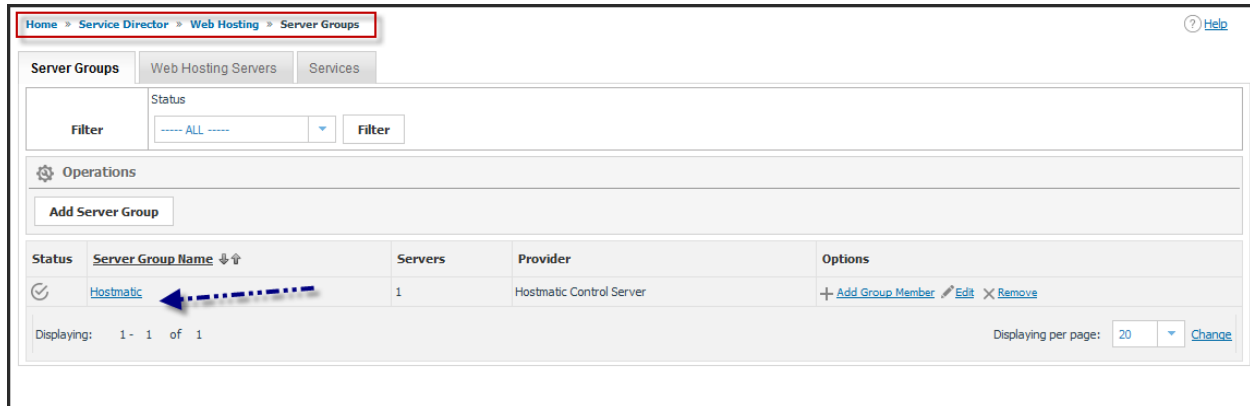 Home » Service Director » Web Hosting » Server Groups
? Help
Server Groups Web Hosting Servers Services
Status
Filter ----- ALL ----- Filter
Operations
Add Server Group
Status Server Group Name Servers Provider Options
Hostmatic 1 Hostmatic Control Server Add Group Member Edit Remove
Displaying: 1 - 1 of 1 Displaying per page: 20 Change